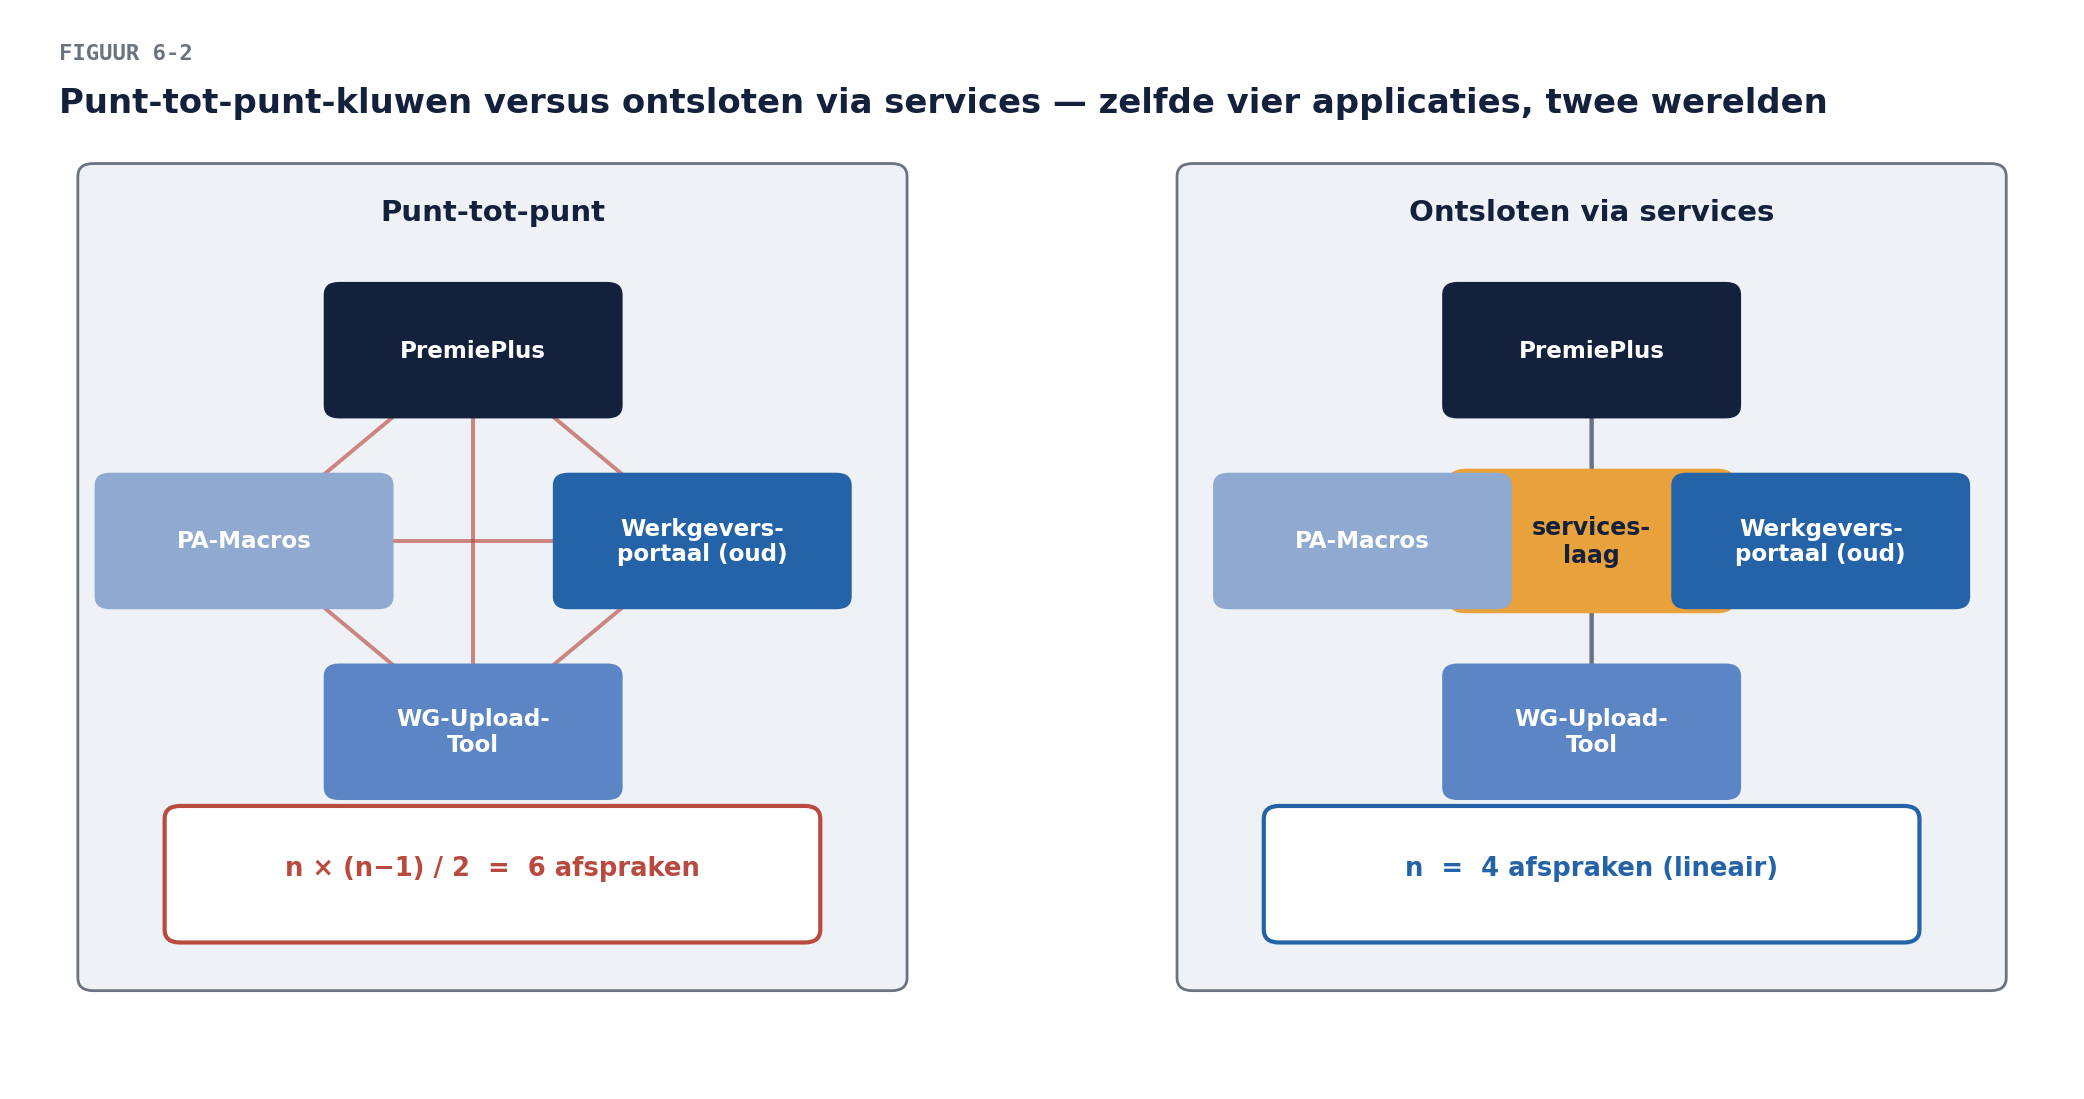 FIGUUR 6-2
Punt-tot-punt-kluwen versus ontsloten via services — zelfde vier applicaties, twee werelden
Punt-tot-punt
PremiePlus
PA-Macros
Werkgevers-
portaal (oud)
WG-Upload-
Tool
n × (n−1) / 2 = 6 afspraken
Ontsloten via services
PremiePlus
PA-Macros
services-
laag
Werkgevers-
portaal (oud)
WG-Upload-
Tool
n = 4 afspraken (lineair)